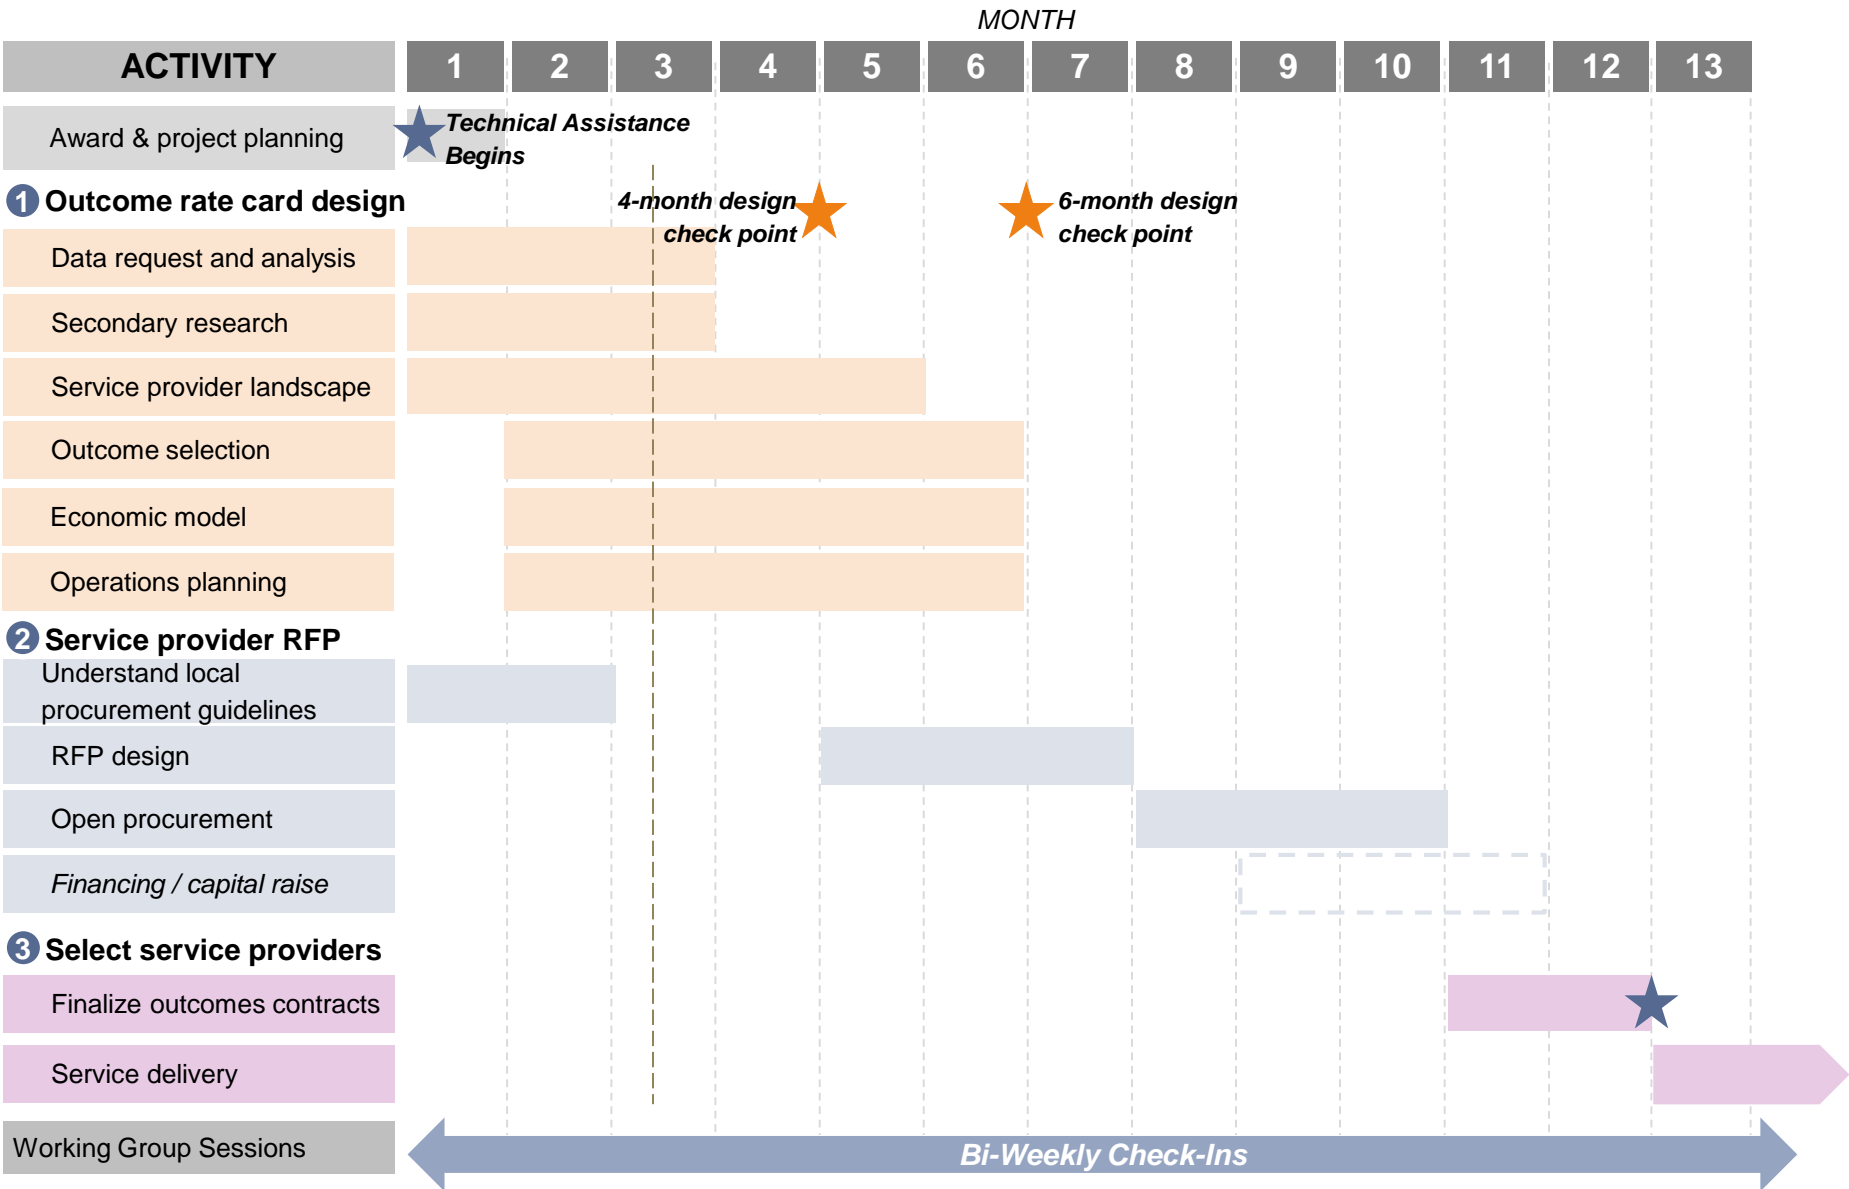 MONTH
ACTIVITY 1 2 3 4 5 6 7 8 9 10 11 12 13
Award & project planning
Technical Assistance
Begins
1 Outcome rate card design
4-month design
check point
6-month design
check point
Data request and analysis
Secondary research
Service provider landscape
Outcome selection
Economic model
Operations planning
2 Service provider RFP
Understand local
procurement guidelines
RFP design
Open procurement
Financing / capital raise
3 Select service providers
Finalize outcomes contracts
Service delivery
Working Group Sessions
Bi-Weekly Check-Ins